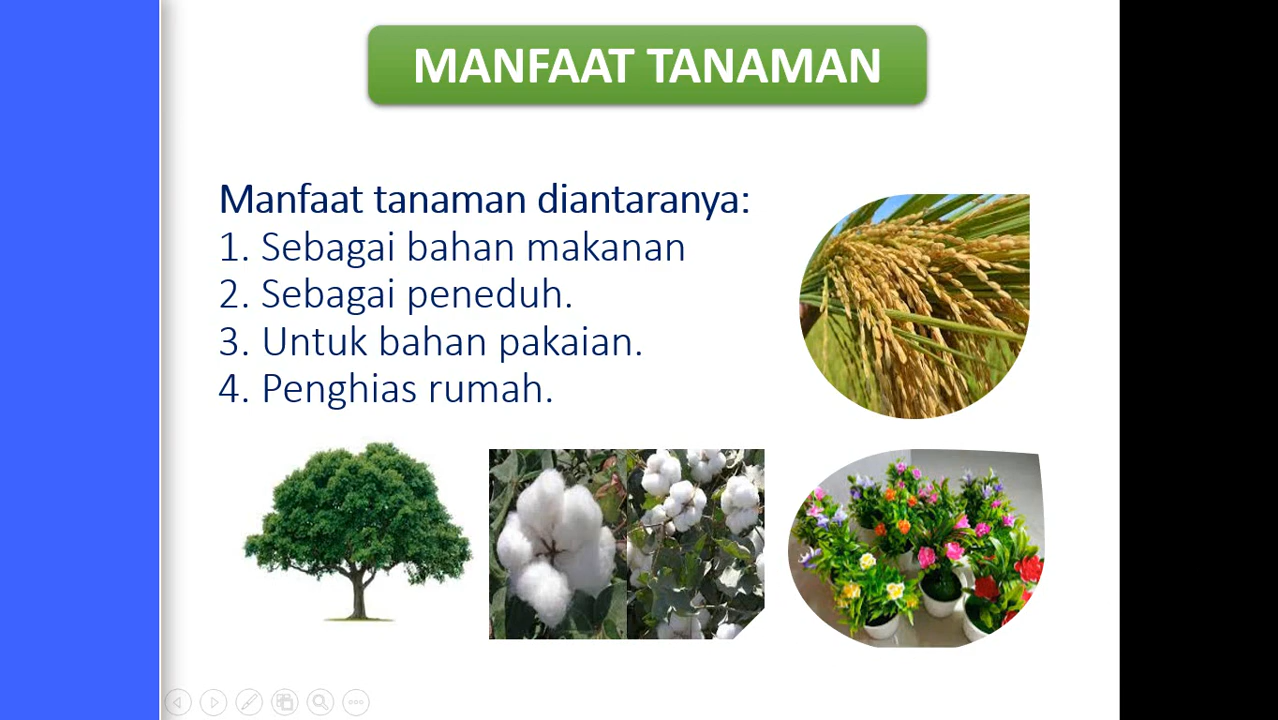 MANFAAT TANAMAN
Manfaat tanaman diantaranya:
1. Sebagai bahan makanan
2. Sebagai peneduh.
3. Untuk bahan pakaian.
4. Penghias rumah.